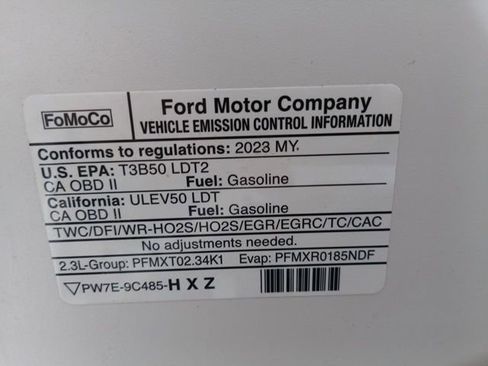 FoMoCo
Ford Motor Company
VEHICLE EMISSION CONTROL INFORMATION
Conforms to regulations: 2023 MY.
U.S. EPA: T3B50 LDT2
CA OBD II Fuel: Gasoline
California: ULEV50 LDT
CA OBD II Fuel: Gasoline
TWC/DFI/WR-HO2S/HO2S/EGR/EGRC/TC/CAC
No adjustments needed.
2.3L-Group: PFMXT02.34K1 Evap: PFMXR0185NDF
PW7E-9C485-HXZ